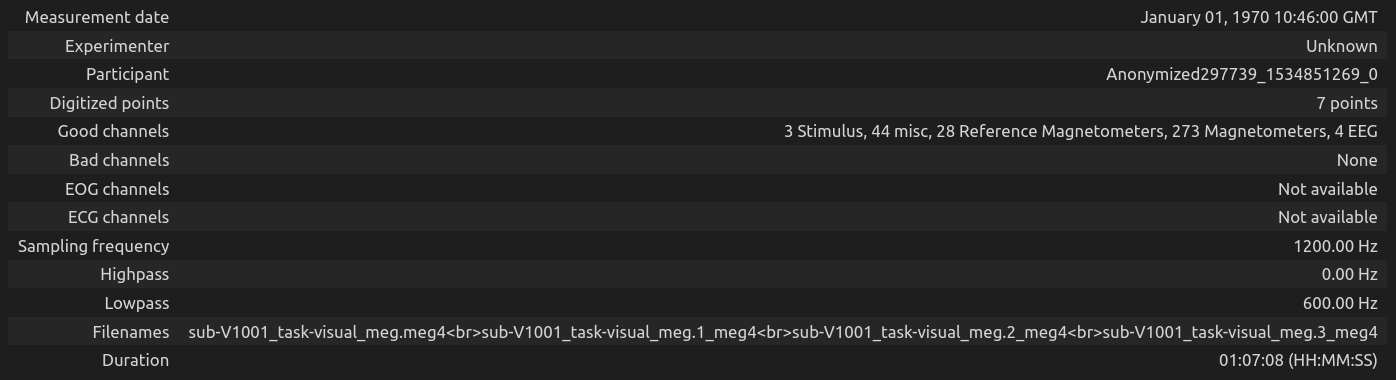 Measurement date January 01, 1970 10:46:00 GMT
Experimenter Unknown
Participant Anonymized297739_1534851269_0
Digitized points 7 points
Good channels 3 Stimulus, 44 misc, 28 Reference Magnetometers, 273 Magnetometers, 4 EEG
Bad channels None
EOG channels Not available
ECG channels Not available
Sampling frequency 1200.00 Hz
Highpass 0.00 Hz
Lowpass 600.00 Hz
Filenames sub-V1001_task-visual_meg.meg4<br>sub-V1001_task-visual_meg.1_meg4<br>sub-V1001_task-visual_meg.2_meg4<br>sub-V1001_task-visual_meg.3_meg4
Duration 01:07:08 (HH:MM:SS)